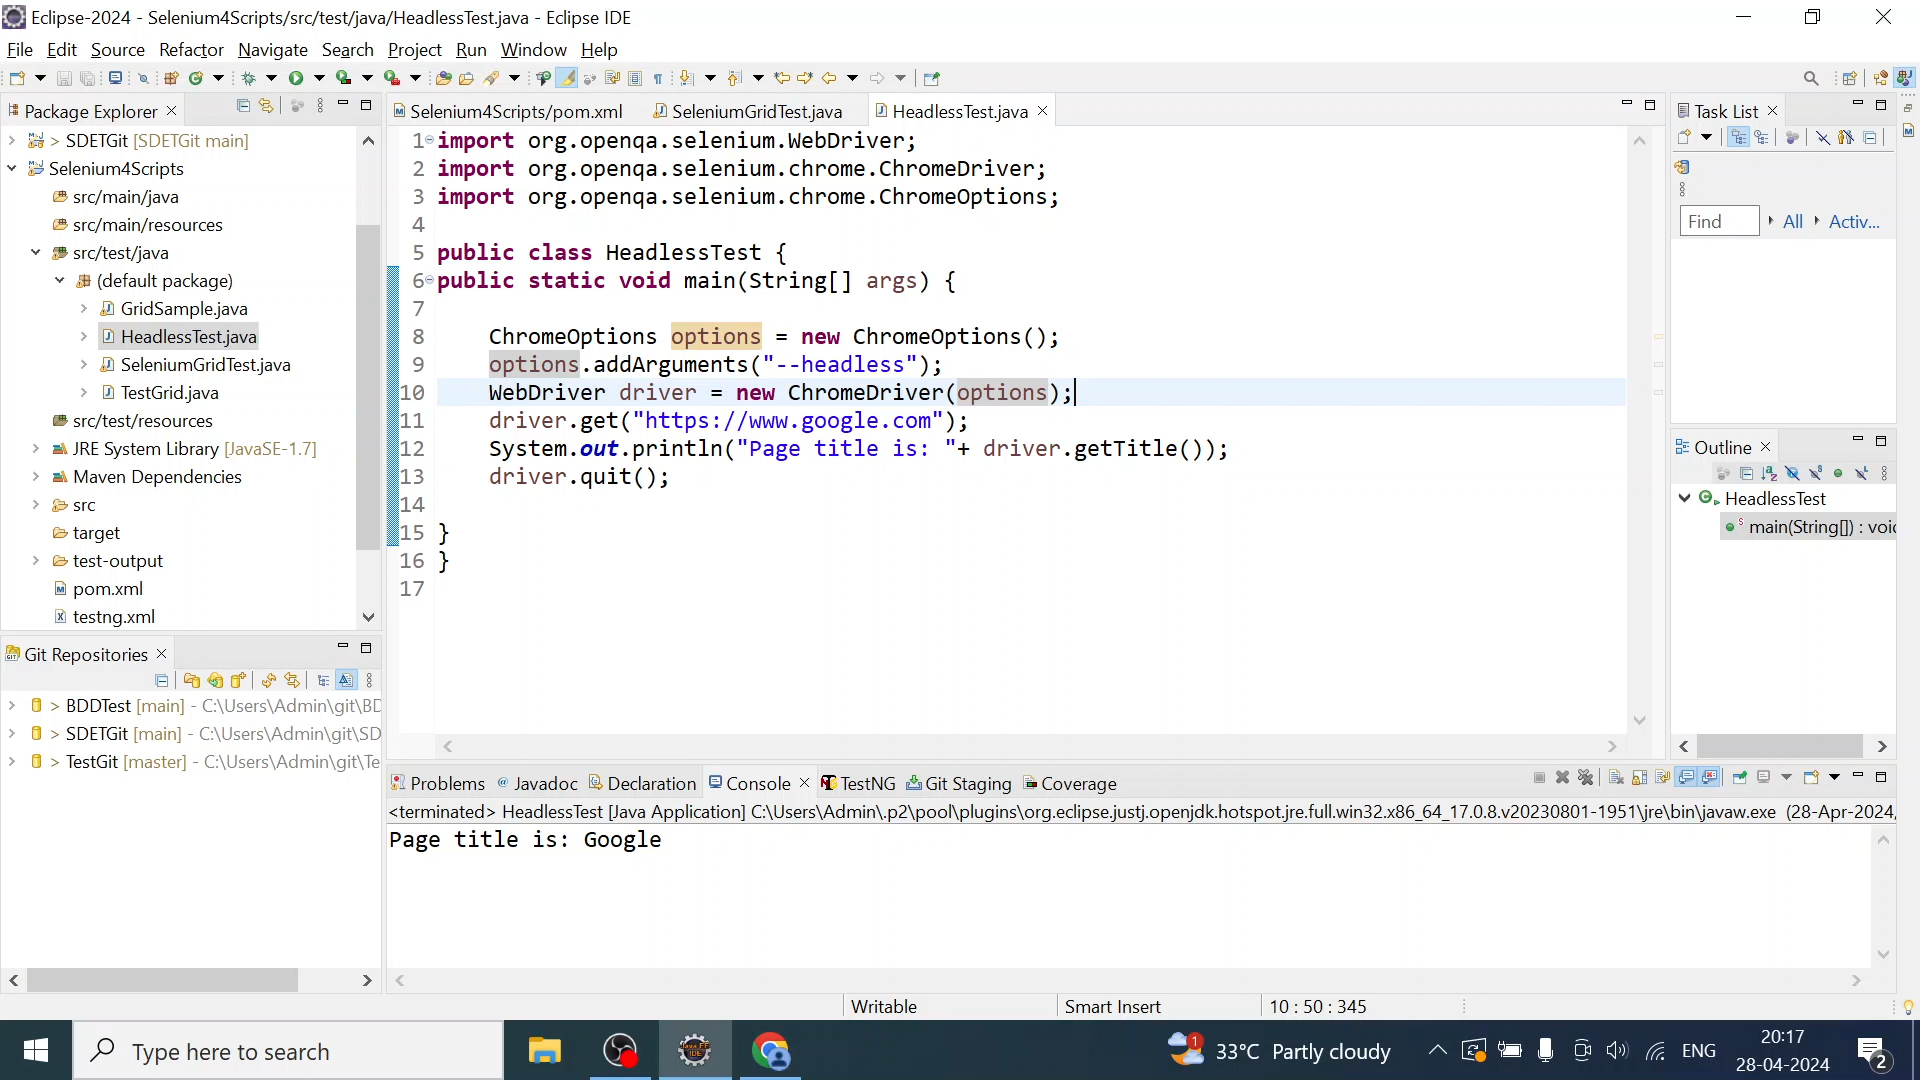 Eclipse-2024 - Selenium4Scripts/src/test/java/HeadlessTest.java - Eclipse IDE
File Edit Source Refactor Navigate Search Project Run Window Help
Package Explorer
> SDETGit [SDETGit main]
Selenium4Scripts
src/main/java
src/main/resources
src/test/java
(default package)
GridSample.java
HeadlessTest.java
SeleniumGridTest.java
TestGrid.java
src/test/resources
JRE System Library [JavaSE-1.7]
Maven Dependencies
src
target
test-output
pom.xml
testng.xml
Git Repositories
> BDDTest [main] - C:\Users\Admin\git\BD
> SDETGit [main] - C:\Users\Admin\git\SD
> TestGit [master] - C:\Users\Admin\git\Te
Selenium4Scripts/pom.xml SeleniumGridTest.java HeadlessTest.java
1 import org.openqa.selenium.WebDriver;
2 import org.openqa.selenium.chrome.ChromeDriver;
3 import org.openqa.selenium.chrome.ChromeOptions;
4
5 public class HeadlessTest {
6 public static void main(String[] args) {
7
8 ChromeOptions options = new ChromeOptions();
9 options.addArguments("--headless");
10 WebDriver driver = new ChromeDriver(options);
11 driver.get("https://www.google.com");
12 System.out.println("Page title is: "+ driver.getTitle());
13 driver.quit();
14
15 }
16 }
17
Task List
Find All Activ...
Outline
HeadlessTest
main(String[]) : voic
Problems @ Javadoc Declaration Console TestNG Git Staging Coverage
<terminated> HeadlessTest [Java Application] C:\Users\Admin\.p2\pool\plugins\org.eclipse.justj.openjdk.hotspot.jre.full.win32.x86_64_17.0.8.v20230801-1951\jre\bin\javaw.exe (28-Apr-2024,
Page title is: Google
Writable Smart Insert 10 : 50 : 345
Type here to search
1 33°C Partly cloudy ENG 20:17
28-04-2024
2